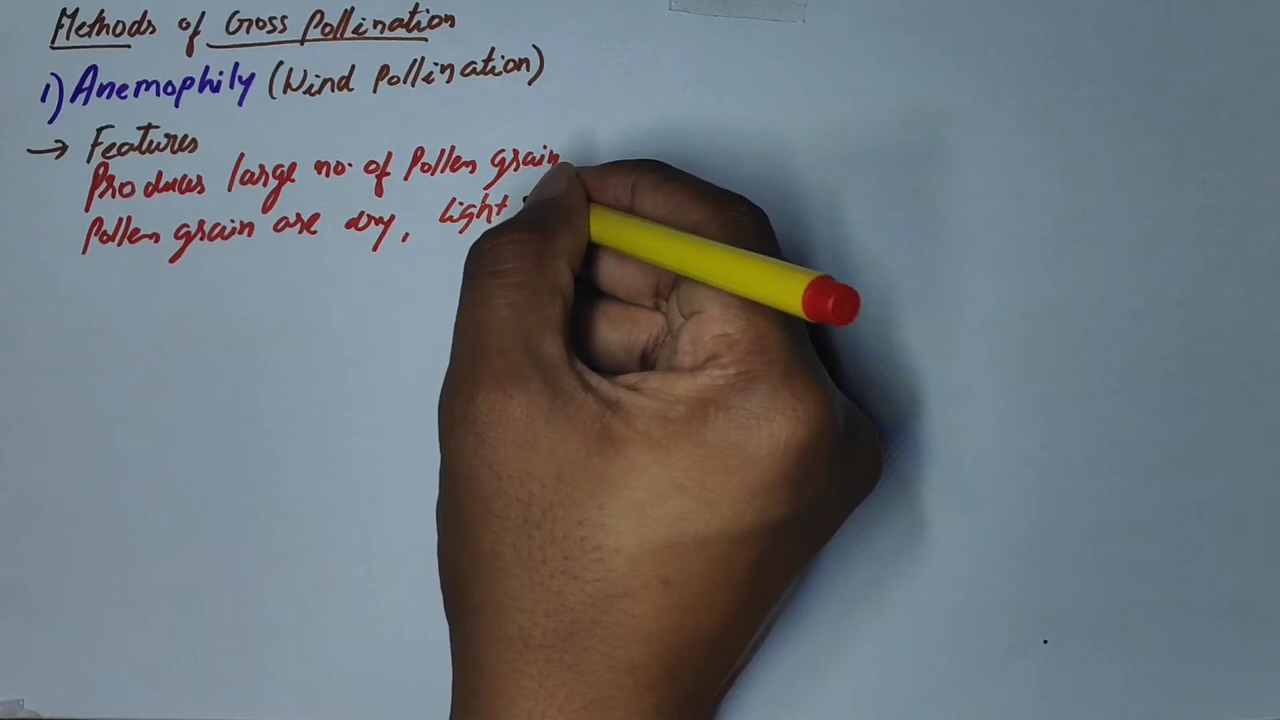 Methods of Cross Pollination
1) Anemophily (Wind Pollination)
→ Features
Produces large no. of Pollen grain
Pollen grain are dry, light